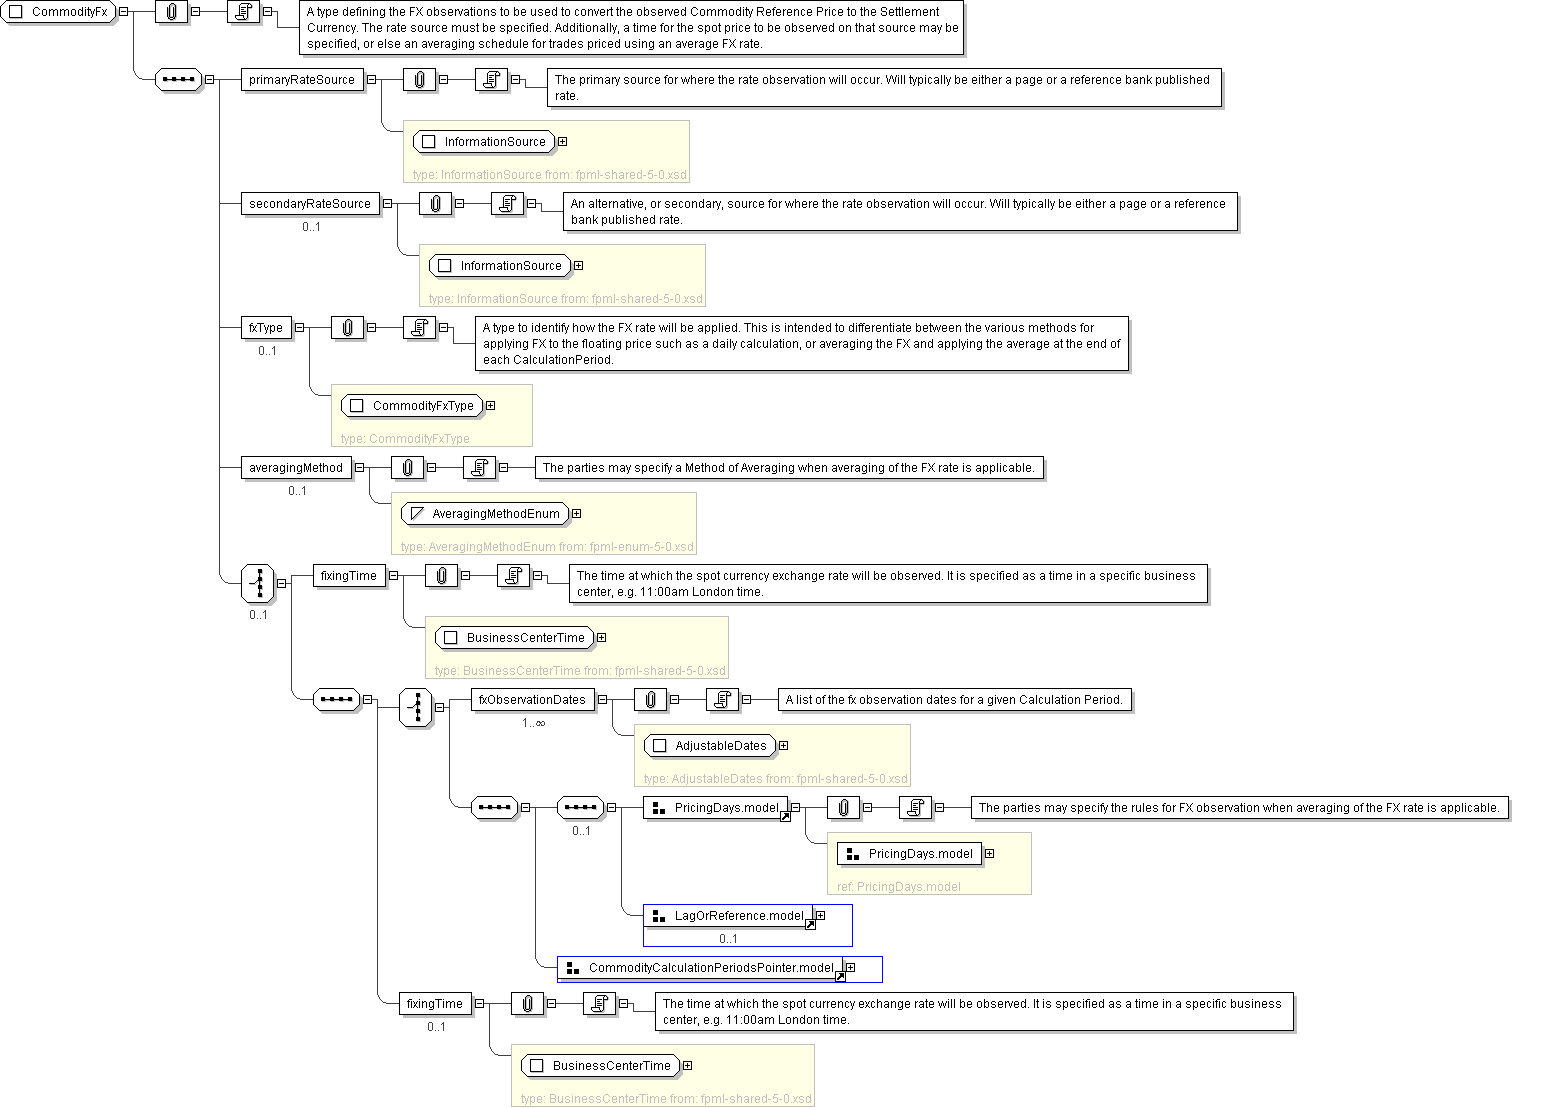 CommodityFx
A type defining the FX observations to be used to convert the observed Commodity Reference Price to the Settlement
Currency. The rate source must be specified. Additionally, a time for the spot price to be observed on that source may be
specified, or else an averaging schedule for trades priced using an average FX rate.
primaryRateSource
The primary source for where the rate observation will occur. Will typically be either a page or a reference bank published
rate.
InformationSource
type: InformationSource from: fpml-shared-5-0.xsd
secondaryRateSource
0..1
An alternative, or secondary, source for where the rate observation will occur. Will typically be either a page or a reference
bank published rate.
InformationSource
type: InformationSource from: fpml-shared-5-0.xsd
fxType
0..1
A type to identify how the FX rate will be applied. This is intended to differentiate between the various methods for
applying FX to the floating price such as a daily calculation, or averaging the FX and applying the average at the end of
each CalculationPeriod.
CommodityFxType
type: CommodityFxType
averagingMethod
0..1
The parties may specify a Method of Averaging when averaging of the FX rate is applicable.
AveragingMethodEnum
type: AveragingMethodEnum from: fpml-enum-5-0.xsd
0..1
fixingTime
The time at which the spot currency exchange rate will be observed. It is specified as a time in a specific business
center, e.g. 11:00am London time.
BusinessCenterTime
type: BusinessCenterTime from: fpml-shared-5-0.xsd
fxObservationDates
1..∞
A list of the fx observation dates for a given Calculation Period.
AdjustableDates
type: AdjustableDates from: fpml-shared-5-0.xsd
0..1
PricingDays.model
The parties may specify the rules for FX observation when averaging of the FX rate is applicable.
PricingDays.model
ref: PricingDays.model
LagOrReference.model
0..1
CommodityCalculationPeriodsPointer.model
fixingTime
0..1
The time at which the spot currency exchange rate will be observed. It is specified as a time in a specific business
center, e.g. 11:00am London time.
BusinessCenterTime
type: BusinessCenterTime from: fpml-shared-5-0.xsd